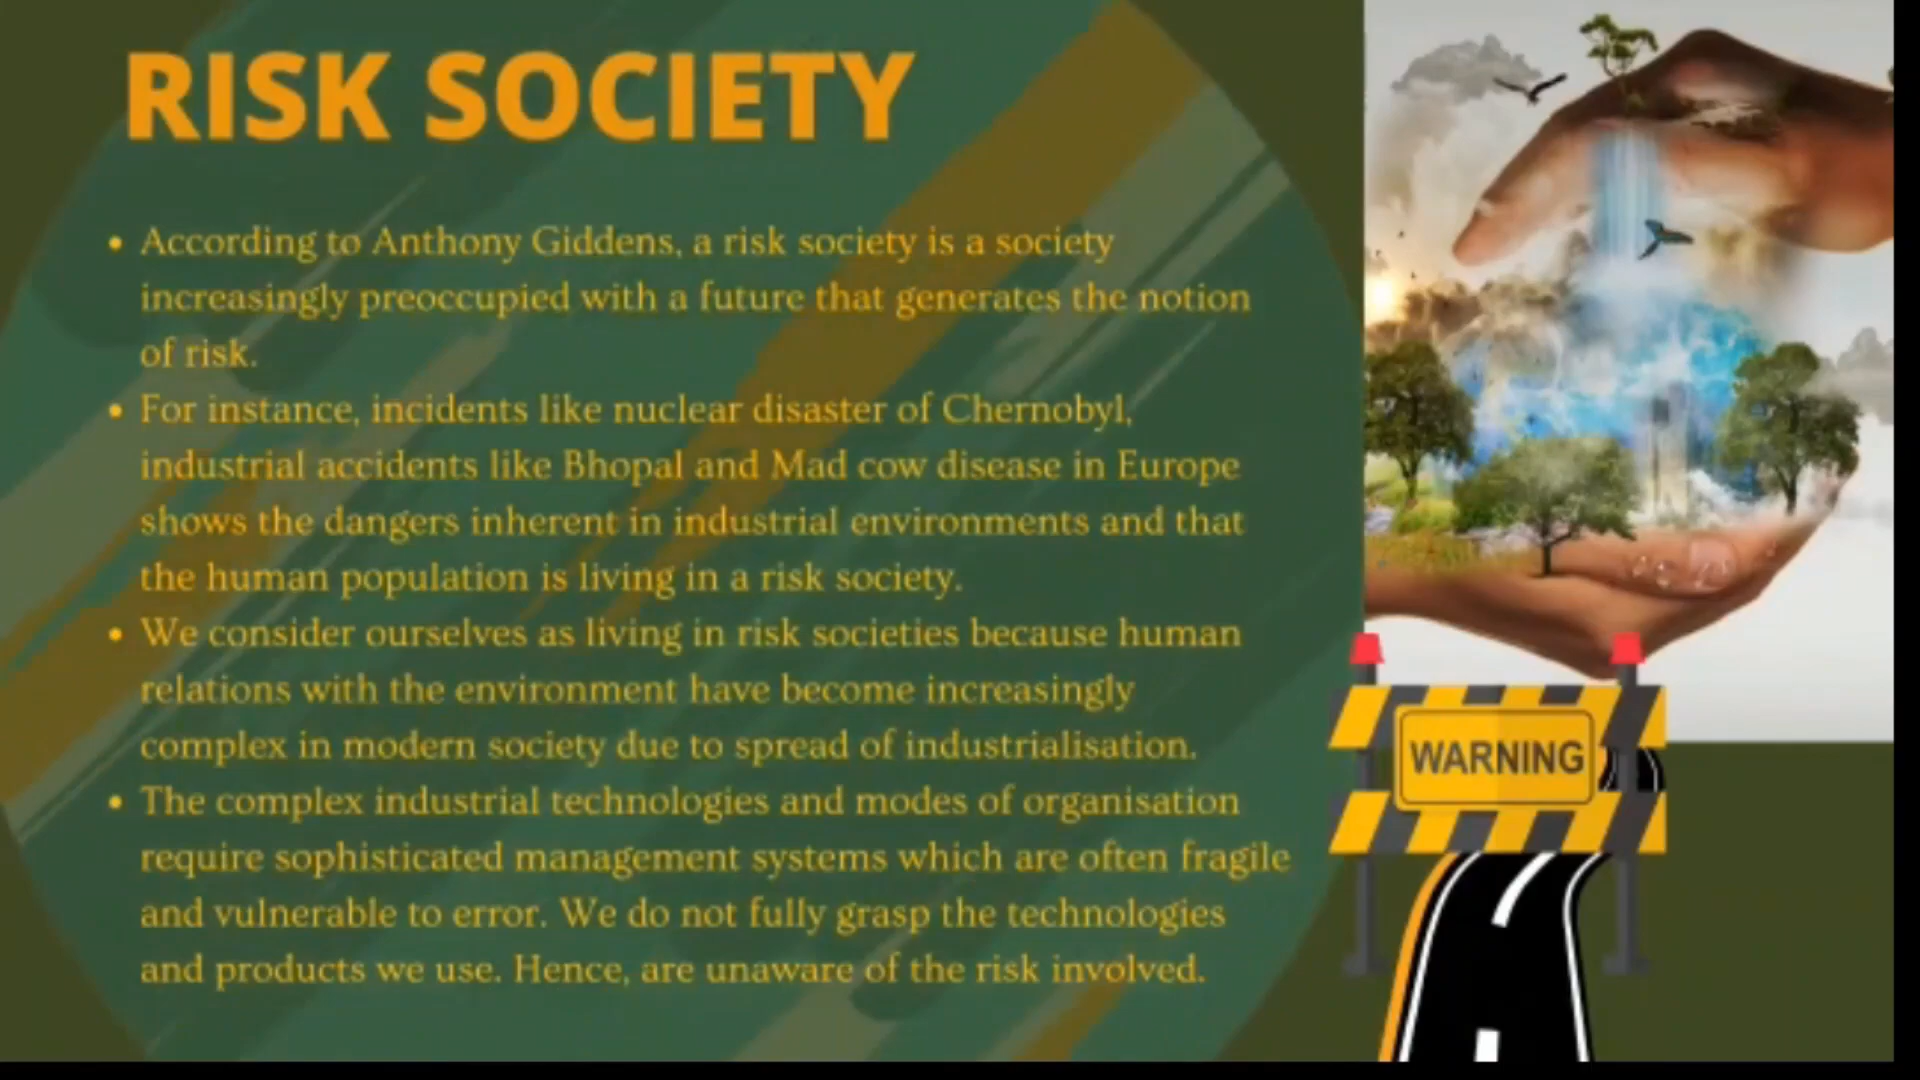 RISK SOCIETY
• According to Anthony Giddens, a risk society is a society
increasingly preoccupied with a future that generates the notion
of risk.
• For instance, incidents like nuclear disaster of Chernobyl,
industrial accidents like Bhopal and Mad cow disease in Europe
shows the dangers inherent in industrial environments and that
the human population is living in a risk society.
• We consider ourselves as living in risk societies because human
relations with the environment have become increasingly
complex in modern society due to spread of industrialisation.
• The complex industrial technologies and modes of organisation
require sophisticated management systems which are often fragile
and vulnerable to error. We do not fully grasp the technologies
and products we use. Hence, are unaware of the risk involved.
WARNING